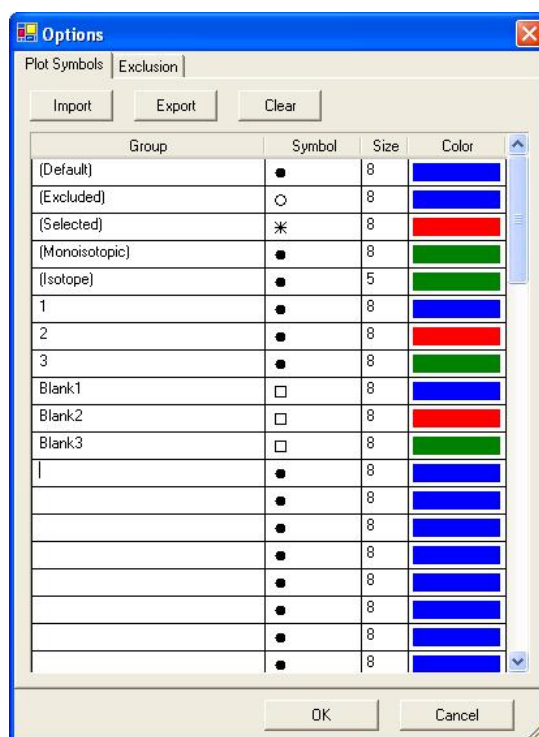 Options
Plot Symbols Exclusion
Import Export Clear
Group Symbol Size Color
(Default) 8
(Excluded) 8
(Selected) 8
(Monoisotopic) 8
(Isotope) 5
1 8
2 8
3 8
Blank1 8
Blank2 8
Blank3 8
8
8
8
8
8
8
8
8
OK Cancel